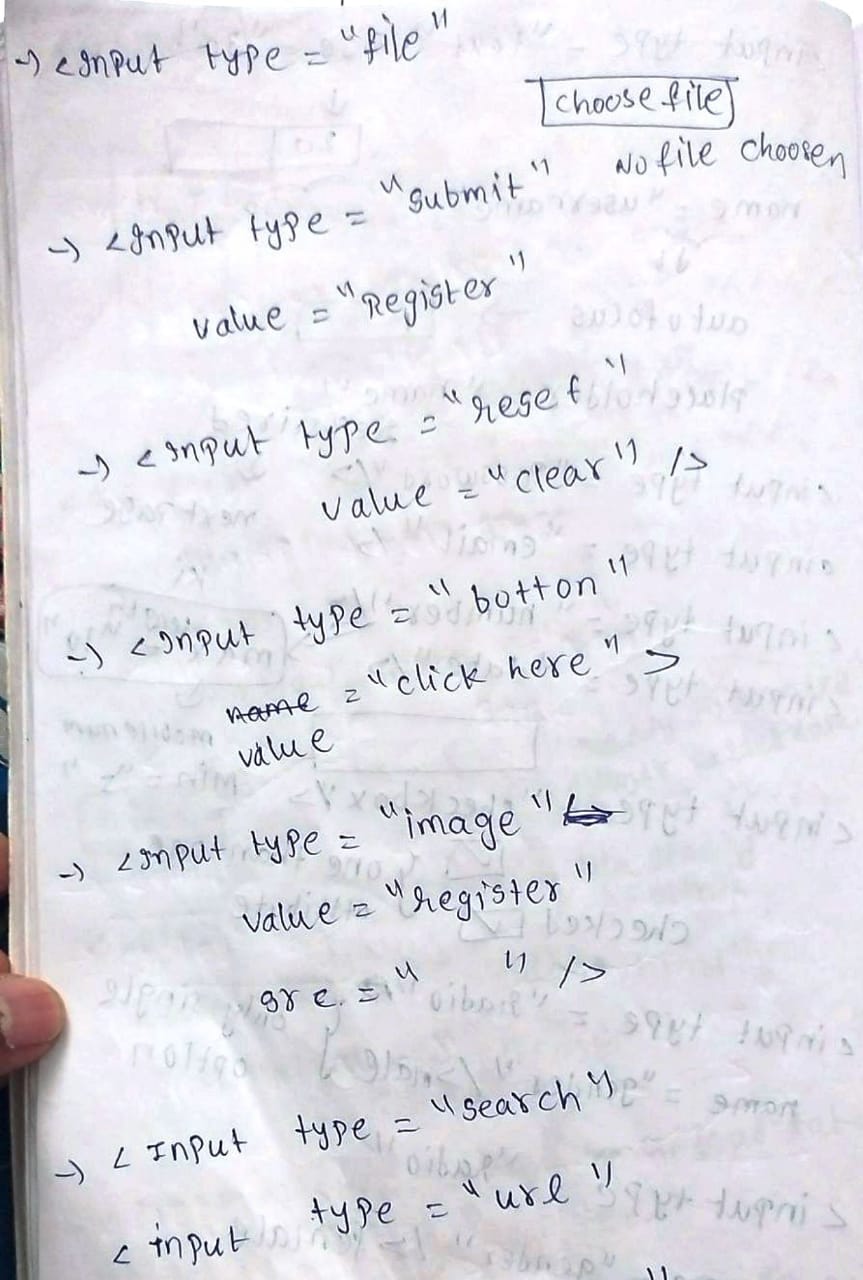 → <Input type = "file"
choose file
No file choosen
→ <Input type = "submit"
value = "Register"
→ <Input type = "reset"
value = "clear" />
→ <Input type = "botton"
name = "click here" >
value
→ <Input type = "image"
value = "register"
sre = " " />
→ <Input type = "search"
<input type = "url"